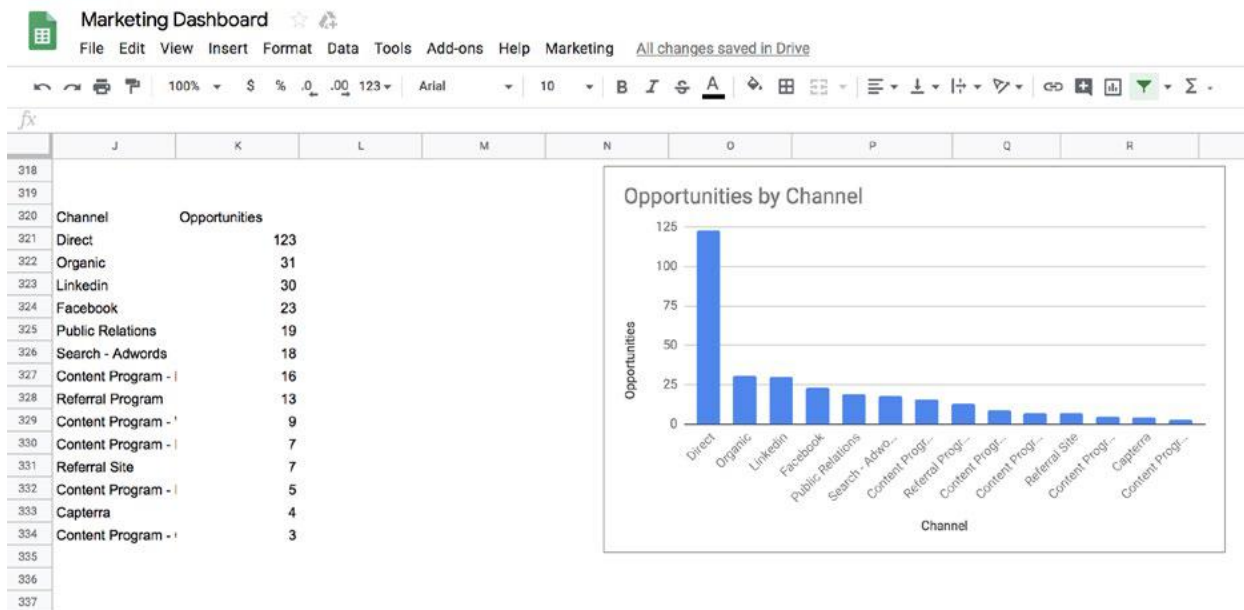 Marketing Dashboard
File Edit View Insert Format Data Tools Add-ons Help Marketing All changes saved in Drive
100% $ % .0 .00 123 Arial 10 B I S A Σ
fx
J K L M N O P Q R
318
319
320 Channel Opportunities
321 Direct 123
322 Organic 31
323 Linkedin 30
324 Facebook 23
325 Public Relations 19
326 Search - Adwords 18
327 Content Program - 16
328 Referral Program 13
329 Content Program - 9
330 Content Program - 7
331 Referral Site 7
332 Content Program - 5
333 Capterra 4
334 Content Program - 3
335
336
337
Opportunities by Channel
125
100
75
50
25
0
Opportunities
Direct
Organic
Linkedin
Facebook
Public Relations
Search - Adwo...
Content Progr...
Referral Progr...
Content Progr...
Content Progr...
Referral Site
Content Progr...
Capterra
Content Progr...
Channel